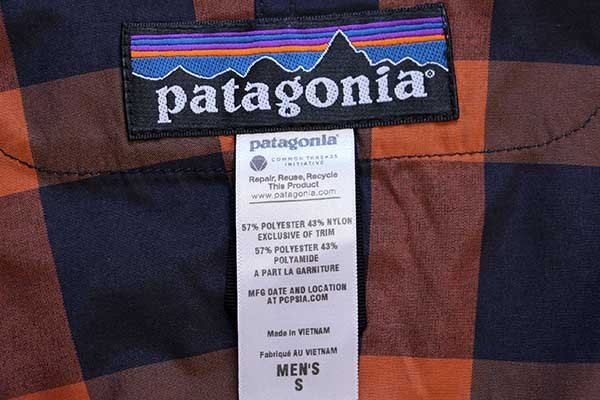 patagonia®
patagonia®
COMMON THREADS
INITIATIVE
Repair, Reuse, Recycle
This Product
www.patagonia.com
57% POLYESTER 43% NYLON
EXCLUSIVE OF TRIM
57% POLYESTER 43%
POLYAMIDE
A PART LA GARNITURE
MFG DATE AND LOCATION
AT PCPSIA.COM
Made in VIETNAM
Fabriqué AU VIETNAM
MEN'S
S